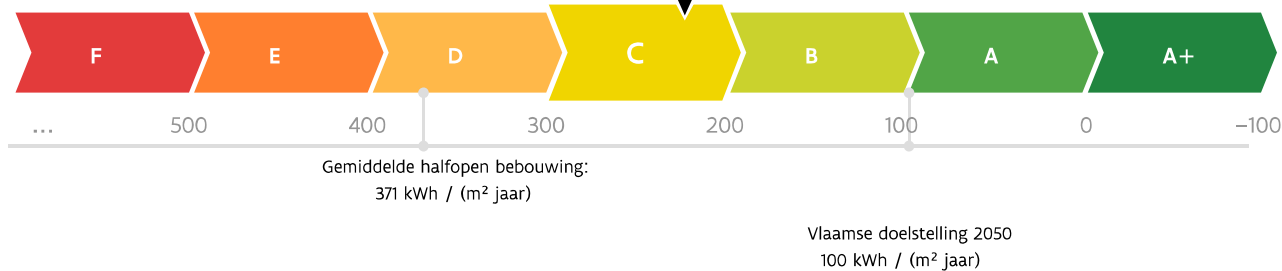 F E D C B A A+
... 500 400 300 200 100 0 –100
Gemiddelde halfopen bebouwing:
371 kWh / (m² jaar)
Vlaamse doelstelling 2050
100 kWh / (m² jaar)